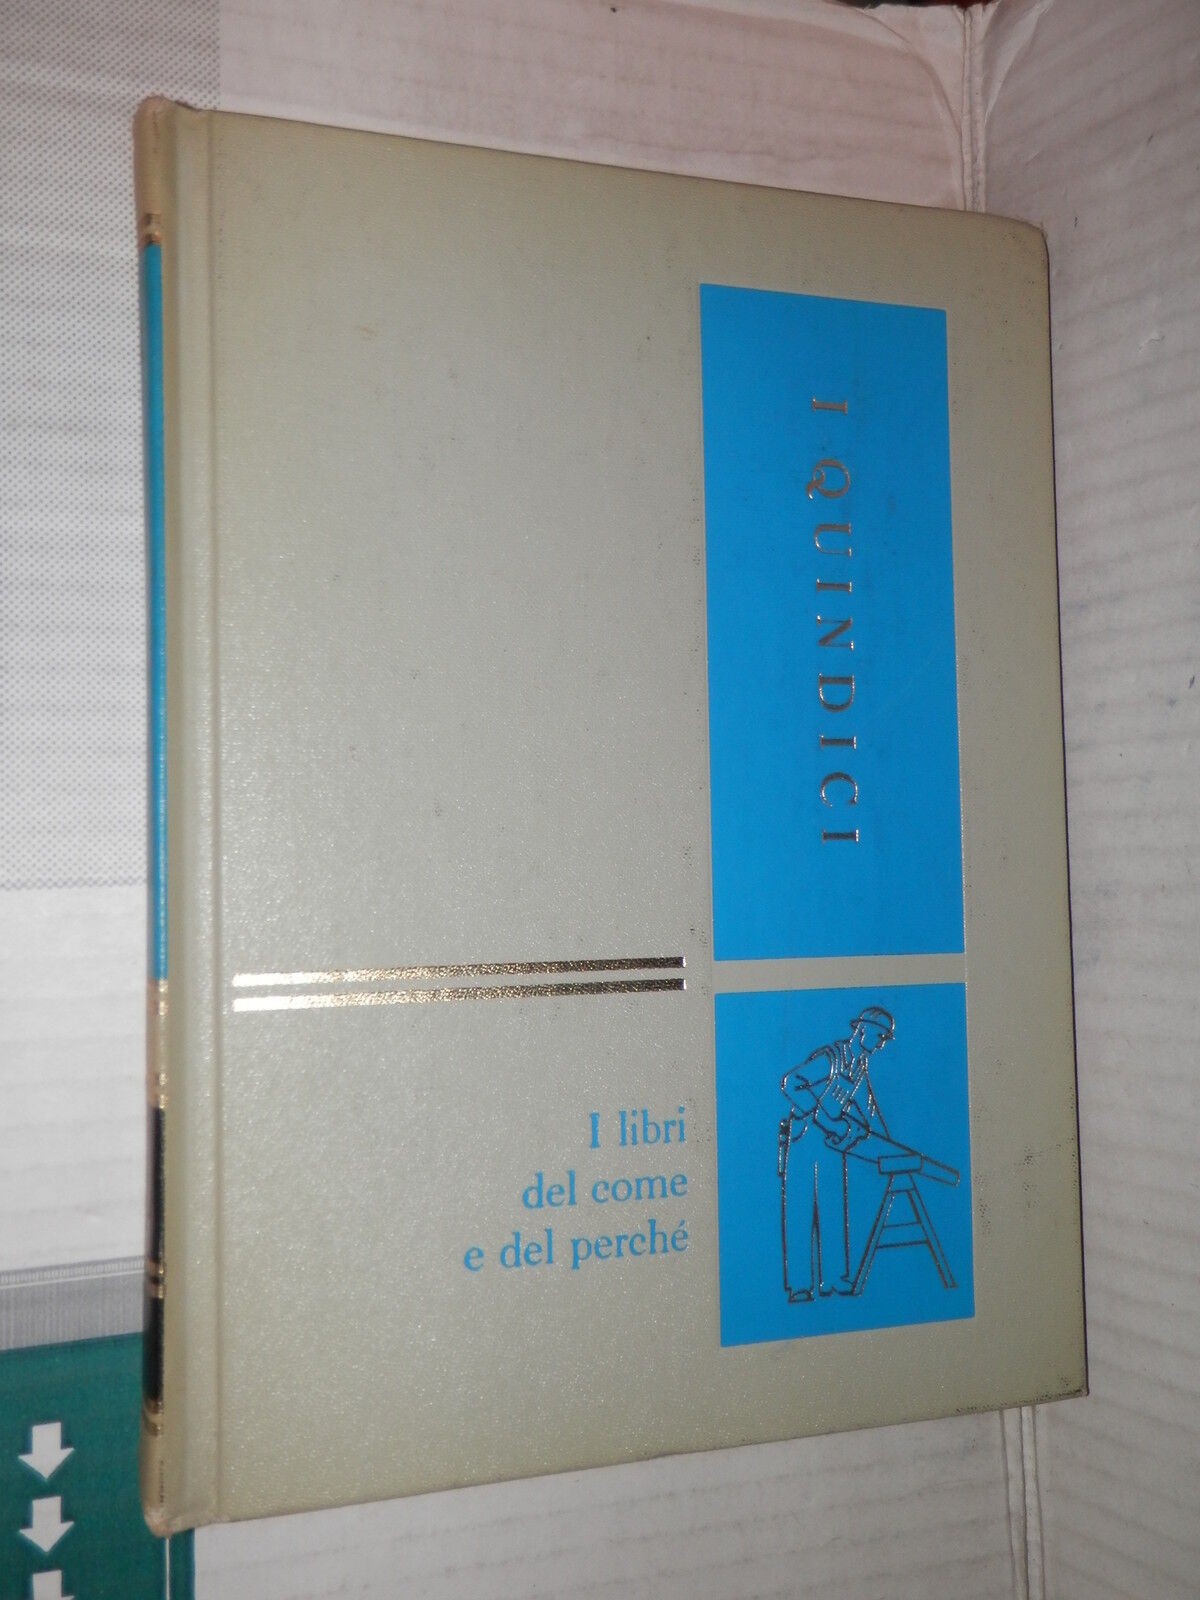 I QUINDICI
I libri
del come
e del perché